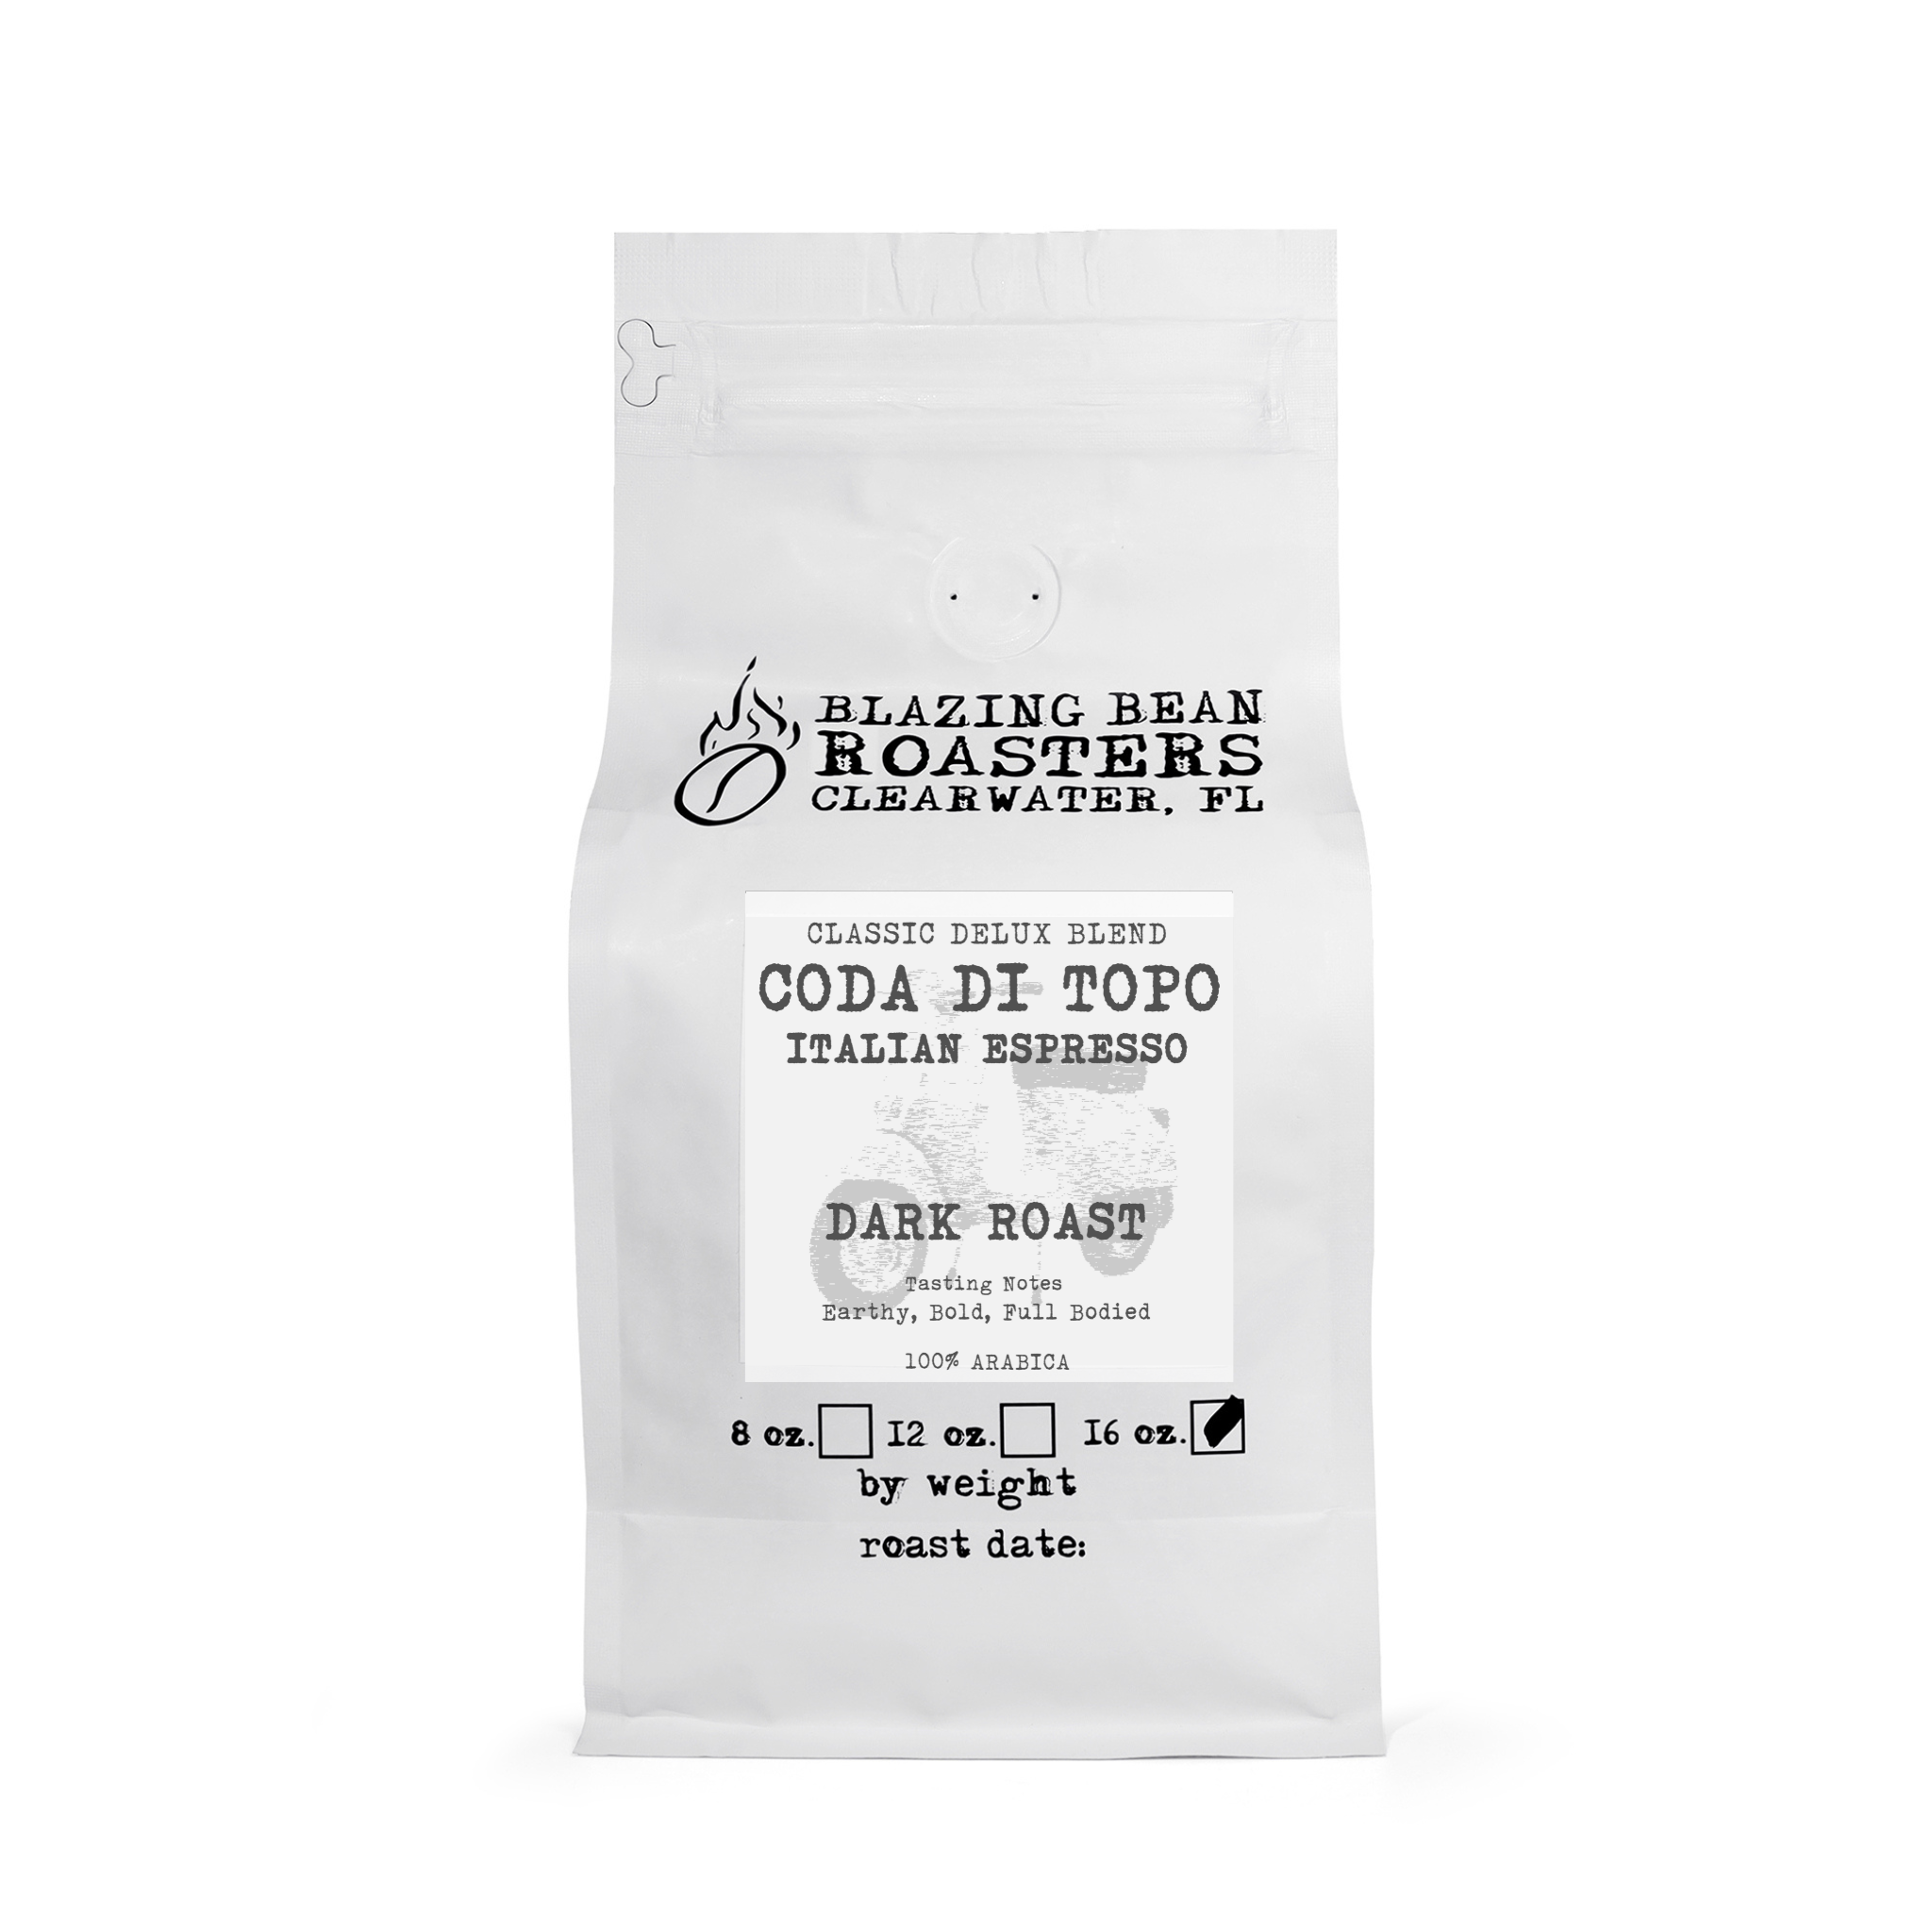 BLAZING BEAN
ROASTERS
CLEARWATER, FL
CLASSIC DELUX BLEND
CODA DI TOPO
ITALIAN ESPRESSO
DARK ROAST
Tasting Notes
Earthy, Bold, Full Bodied
100% ARABICA
8 oz. 12 oz. 16 oz.
by weight
roast date: